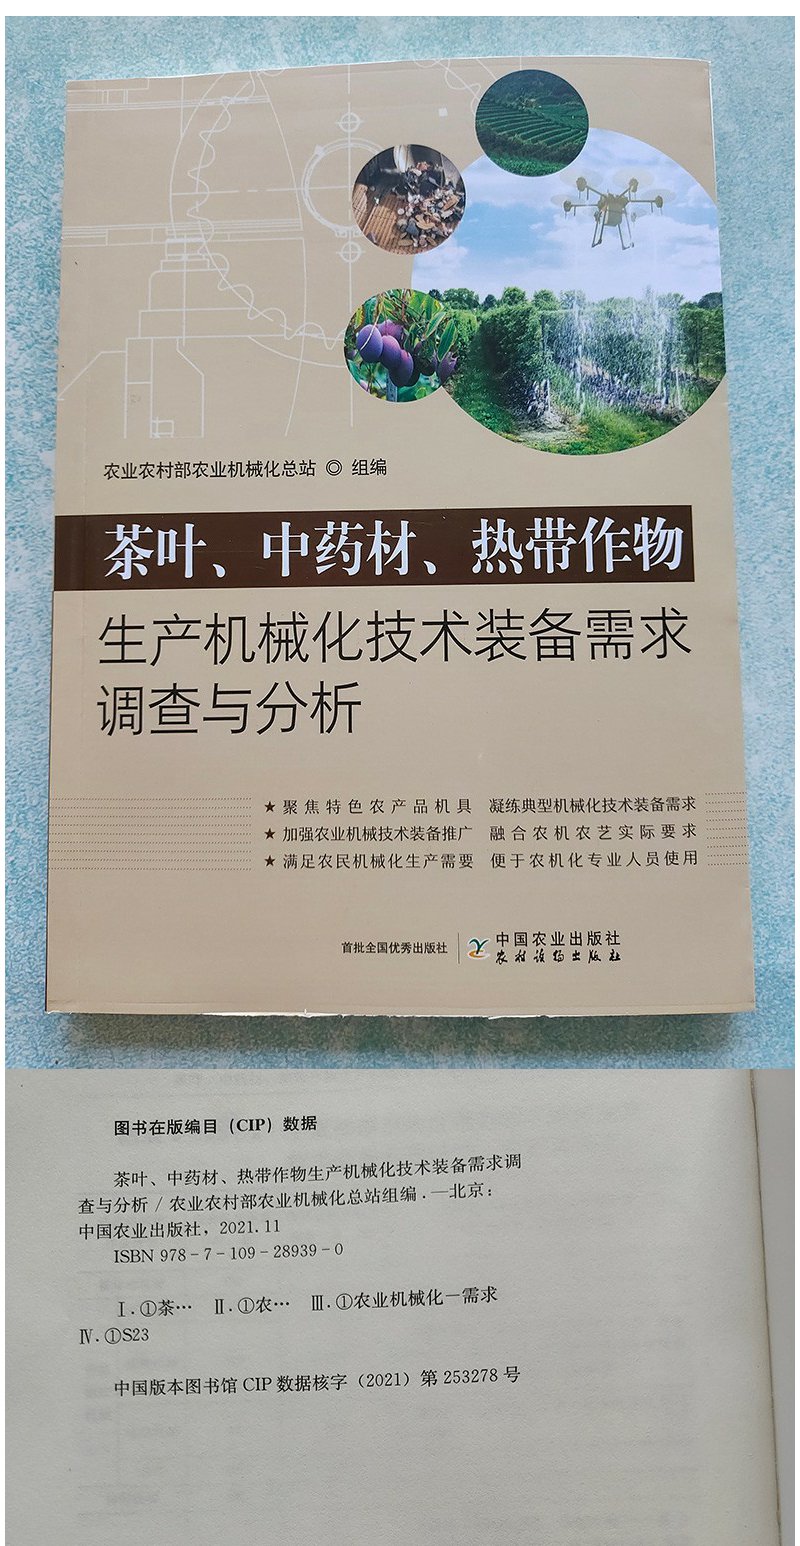 农业农村部农业机械化总站 ◎ 组编
茶叶、中药材、热带作物
生产机械化技术装备需求
调查与分析
★ 聚焦特色农产品机具 凝练典型机械化技术装备需求
★ 加强农业机械技术装备推广 融合农机农艺实际要求
★ 满足农民机械化生产需要 便于农机化专业人员使用
首批全国优秀出版社
中国农业出版社
农村读物出版社
图书在版编目（CIP）数据
茶叶、中药材、热带作物生产机械化技术装备需求调
查与分析 / 农业农村部农业机械化总站组编．—北京：
中国农业出版社，2021.11
ISBN 978-7-109-28939-0
Ⅰ．①茶… Ⅱ．①农… Ⅲ．①农业机械化－需求
Ⅳ．①S23
中国版本图书馆 CIP 数据核字（2021）第 253278 号